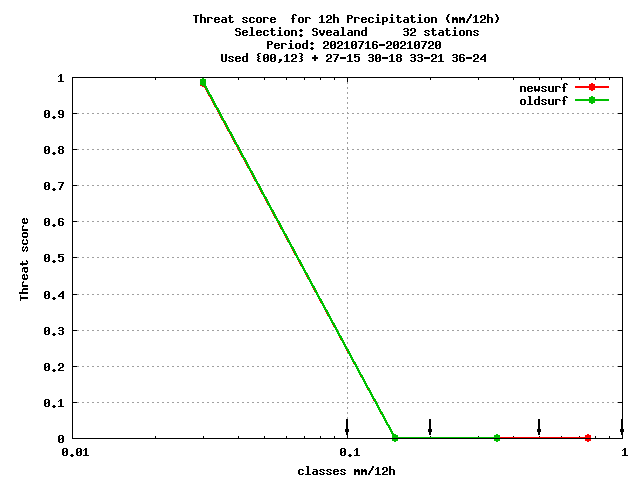 Threat score  for 12h Precipitation (mm/12h)
Selection: Svealand     32 stations
Period: 20210716-20210720
Used {00,12} + 27-15 30-18 33-21 36-24
newsurf
oldsurf
1
0.9
0.8
0.7
0.6
0.5
0.4
0.3
0.2
0.1
0
Threat score
0.01 0.1 1
classes mm/12h